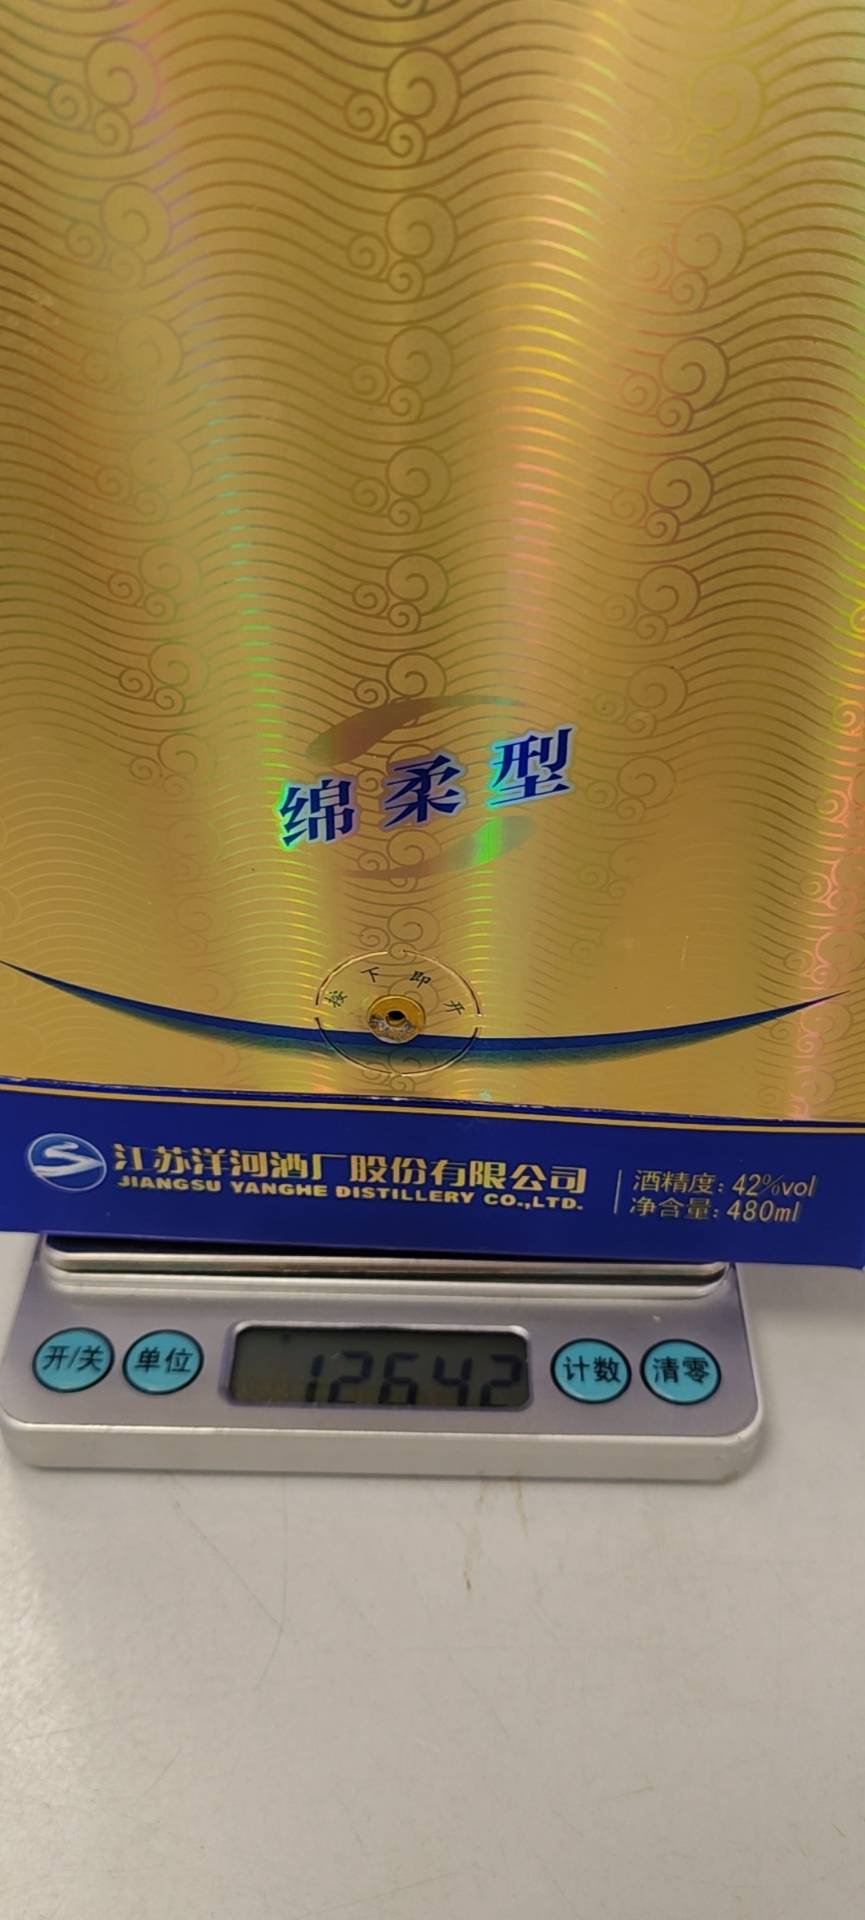 绵柔型
按下即开
江苏洋河酒厂股份有限公司
JIANGSU YANGHE DISTILLERY CO.,LTD.
酒精度：42%vol
净含量：480ml
开/关
单位
12642
计数
清零